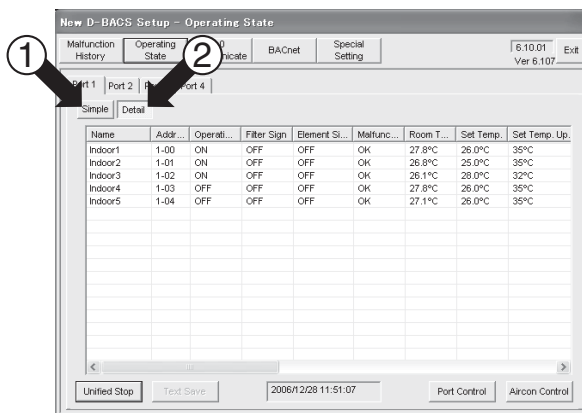 New D-BACS Setup – Operating State
Malfunction History
Operating State
BACnet
Special Setting
6.10.01
Ver 6.107
Exit
1
2
Port 2
Port 4
Simple
Detail
Name Addr... Operati... Filter Sign Element Si... Malfunc... Room T... Set Temp. Set Temp. Up.
Indoor1 1-00 ON OFF OFF OK 27.8°C 26.0°C 35°C
Indoor2 1-01 ON OFF OFF OK 26.8°C 25.0°C 35°C
Indoor3 1-02 ON OFF OFF OK 26.1°C 28.0°C 32°C
Indoor4 1-03 OFF OFF OFF OK 27.8°C 26.0°C 35°C
Indoor5 1-04 OFF OFF OFF OK 27.1°C 26.0°C 35°C
Unified Stop
Text Save
2006/12/28 11:51:07
Port Control
Aircon Control